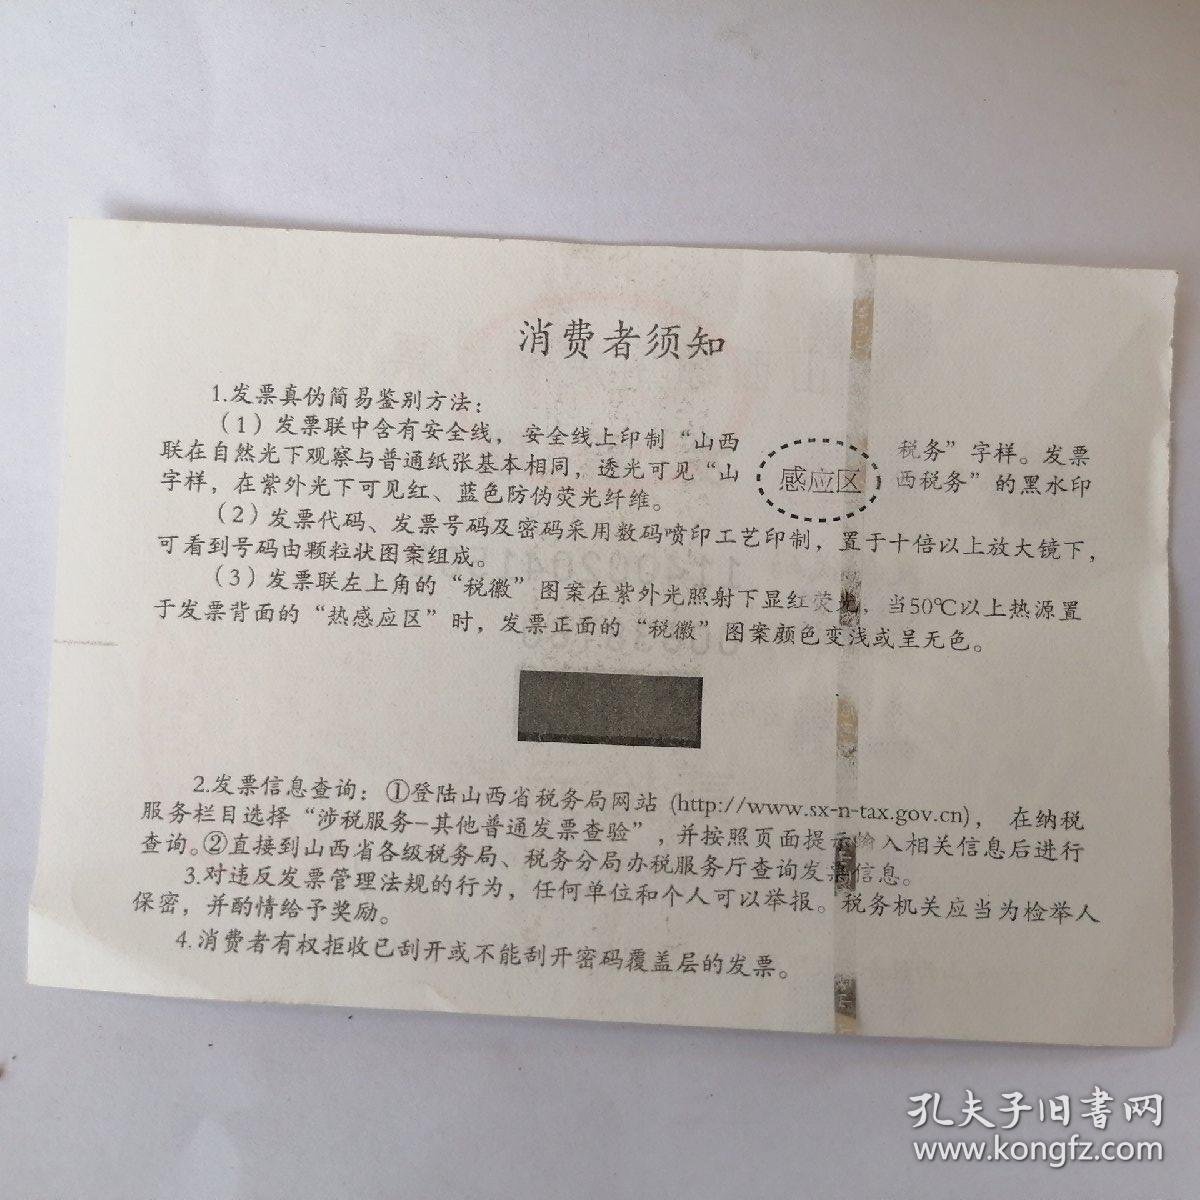 消费者须知
1.发票真伪简易鉴别方法：
（1）发票联中含有安全线，安全线上印制“山西 税务”字样。发票
联在自然光下观察与普通纸张基本相同，透光可见“山 西税务”的黑水印
感应区
字样，在紫外光下可见红、蓝色防伪荧光纤维。
（2）发票代码、发票号码及密码采用数码喷印工艺印制，置于十倍以上放大镜下，
可看到号码由颗粒状图案组成。
（3）发票联左上角的“税徽”图案在紫外光照射下显红荧光，当50℃以上热源置
于发票背面的“热感应区”时，发票正面的“税徽”图案颜色变浅或呈无色。
2.发票信息查询：①登陆山西省税务局网站（http://www.sx-n-tax.gov.cn），在纳税
服务栏目选择“涉税服务－其他普通发票查验”，并按照页面提示输入相关信息后进行
查询。②直接到山西省各级税务局、税务分局办税服务厅查询发票信息。
3.对违反发票管理法规的行为，任何单位和个人可以举报。税务机关应当为检举人
保密，并酌情给予奖励。
4.消费者有权拒收已刮开或不能刮开密码覆盖层的发票。
孔夫子旧书网
www.kongfz.com